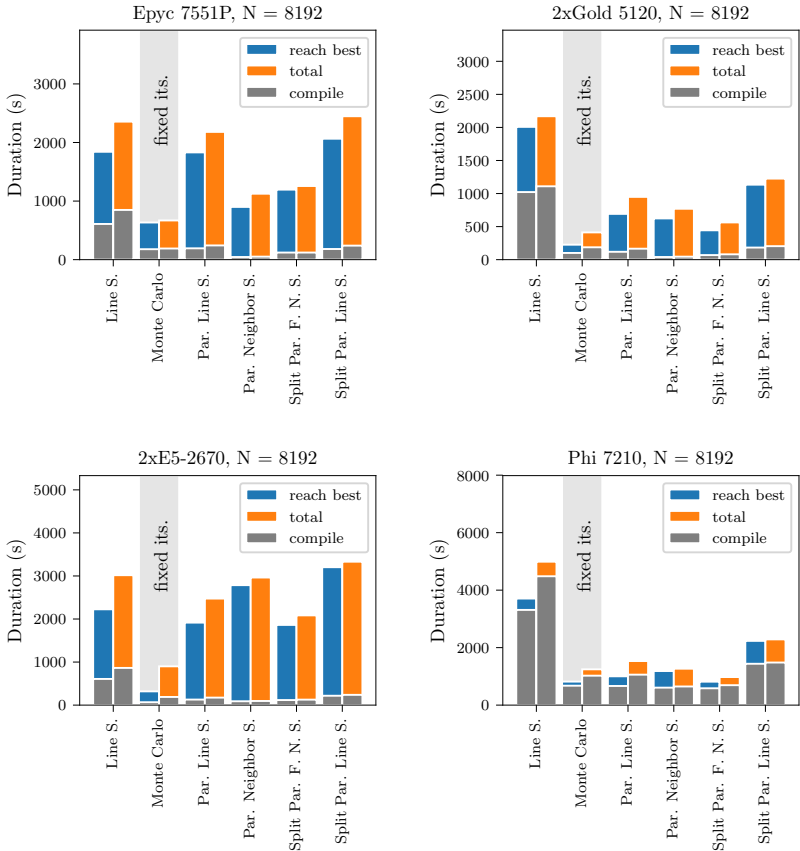 Epyc 7551P, N = 8192
Duration (s)
3000
2000
1000
0
fixed its.
reach best
total
compile
Line S.
Monte Carlo
Par. Line S.
Par. Neighbor S.
Split Par. F. N. S.
Split Par. Line S.
2xGold 5120, N = 8192
Duration (s)
3000
2500
2000
1500
1000
500
0
fixed its.
reach best
total
compile
Line S.
Monte Carlo
Par. Line S.
Par. Neighbor S.
Split Par. F. N. S.
Split Par. Line S.
2xE5-2670, N = 8192
Duration (s)
5000
4000
3000
2000
1000
0
fixed its.
reach best
total
compile
Line S.
Monte Carlo
Par. Line S.
Par. Neighbor S.
Split Par. F. N. S.
Split Par. Line S.
Phi 7210, N = 8192
Duration (s)
8000
6000
4000
2000
0
fixed its.
reach best
total
compile
Line S.
Monte Carlo
Par. Line S.
Par. Neighbor S.
Split Par. F. N. S.
Split Par. Line S.